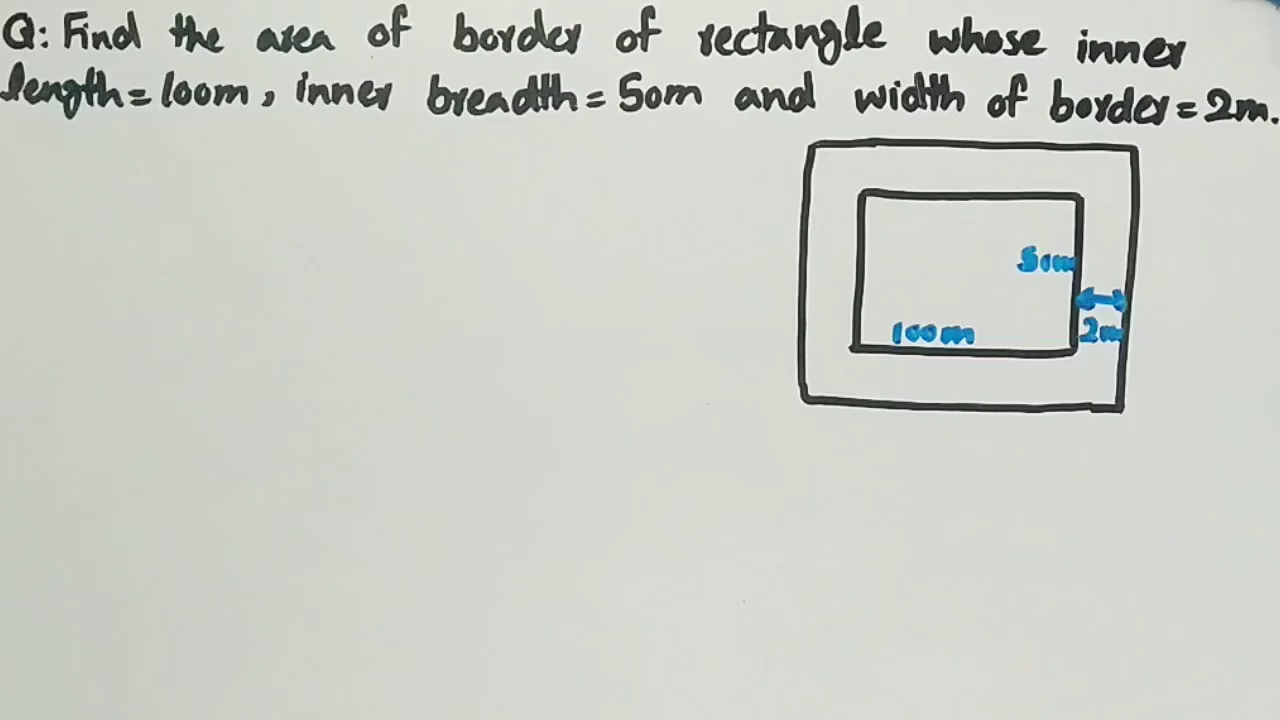 Q: Find the area of border of rectangle whose inner
length = 100m, inner breadth = 50m and width of border = 2m.
50m
100m
2m